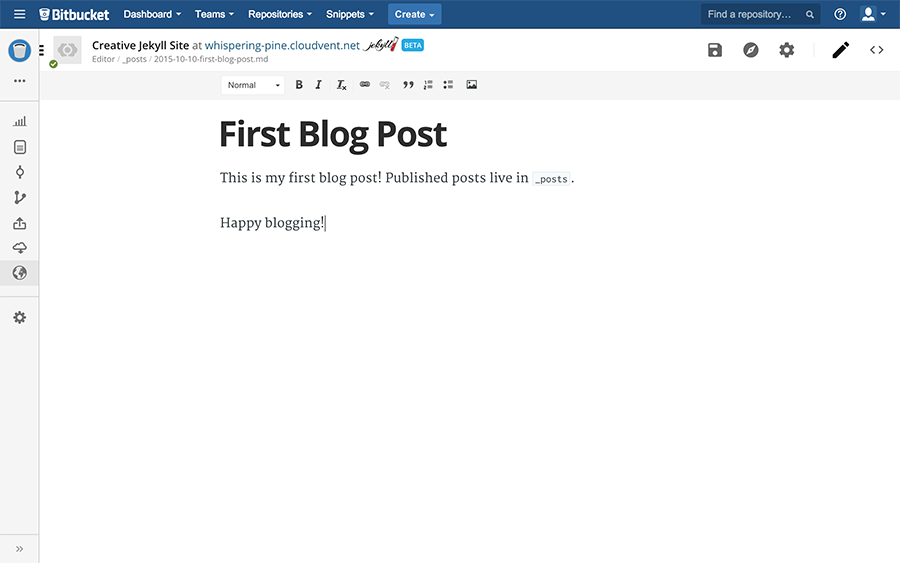 Bitbucket Dashboard Teams Repositories Snippets Create Find a repository...
Creative Jekyll Site at whispering-pine.cloudvent.net jekyll BETA
Editor / _posts / 2015-10-10-first-blog-post.md
Normal B I Ix
First Blog Post
This is my first blog post! Published posts live in _posts.
Happy blogging!